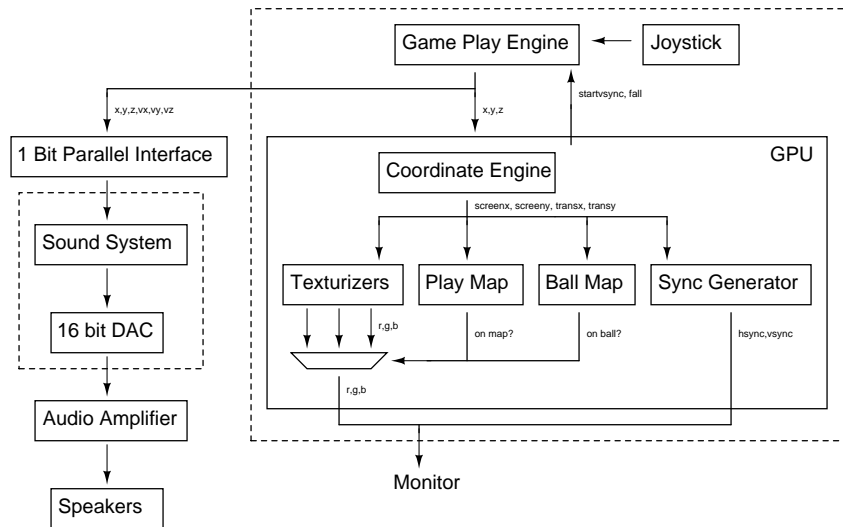 Game Play Engine
Joystick
startvsync, fall
x,y,z,vx,vy,vz
x,y,z
1 Bit Parallel Interface
GPU
Coordinate Engine
screenx, screeny, transx, transy
Sound System
Texturizers
Play Map
Ball Map
Sync Generator
16 bit DAC
r,g,b
on map?
on ball?
hsync,vsync
r,g,b
Audio Amplifier
Monitor
Speakers